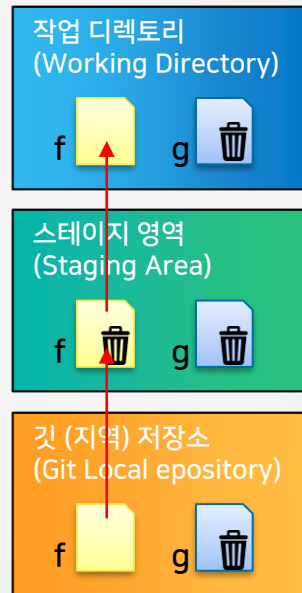 작업 디렉토리
(Working Directory)
f g
스테이지 영역
(Staging Area)
f g
깃 (지역) 저장소
(Git Local epository)
f g